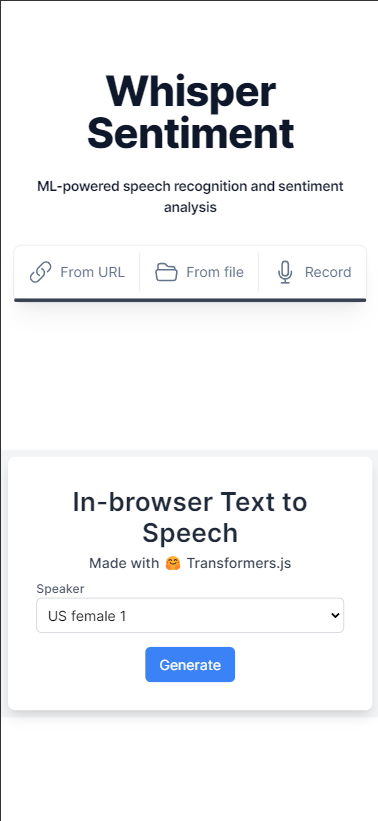 Whisper
Sentiment
ML-powered speech recognition and sentiment
analysis
From URL
From file
Record
In-browser Text to
Speech
Made with 🤗 Transformers.js
Speaker
US female 1
Generate